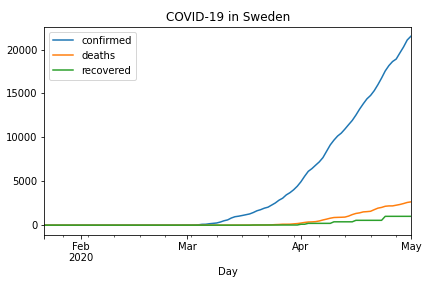 COVID-19 in Sweden
confirmed
deaths
recovered
20000
15000
10000
5000
0
Feb Mar Apr May
2020
Day